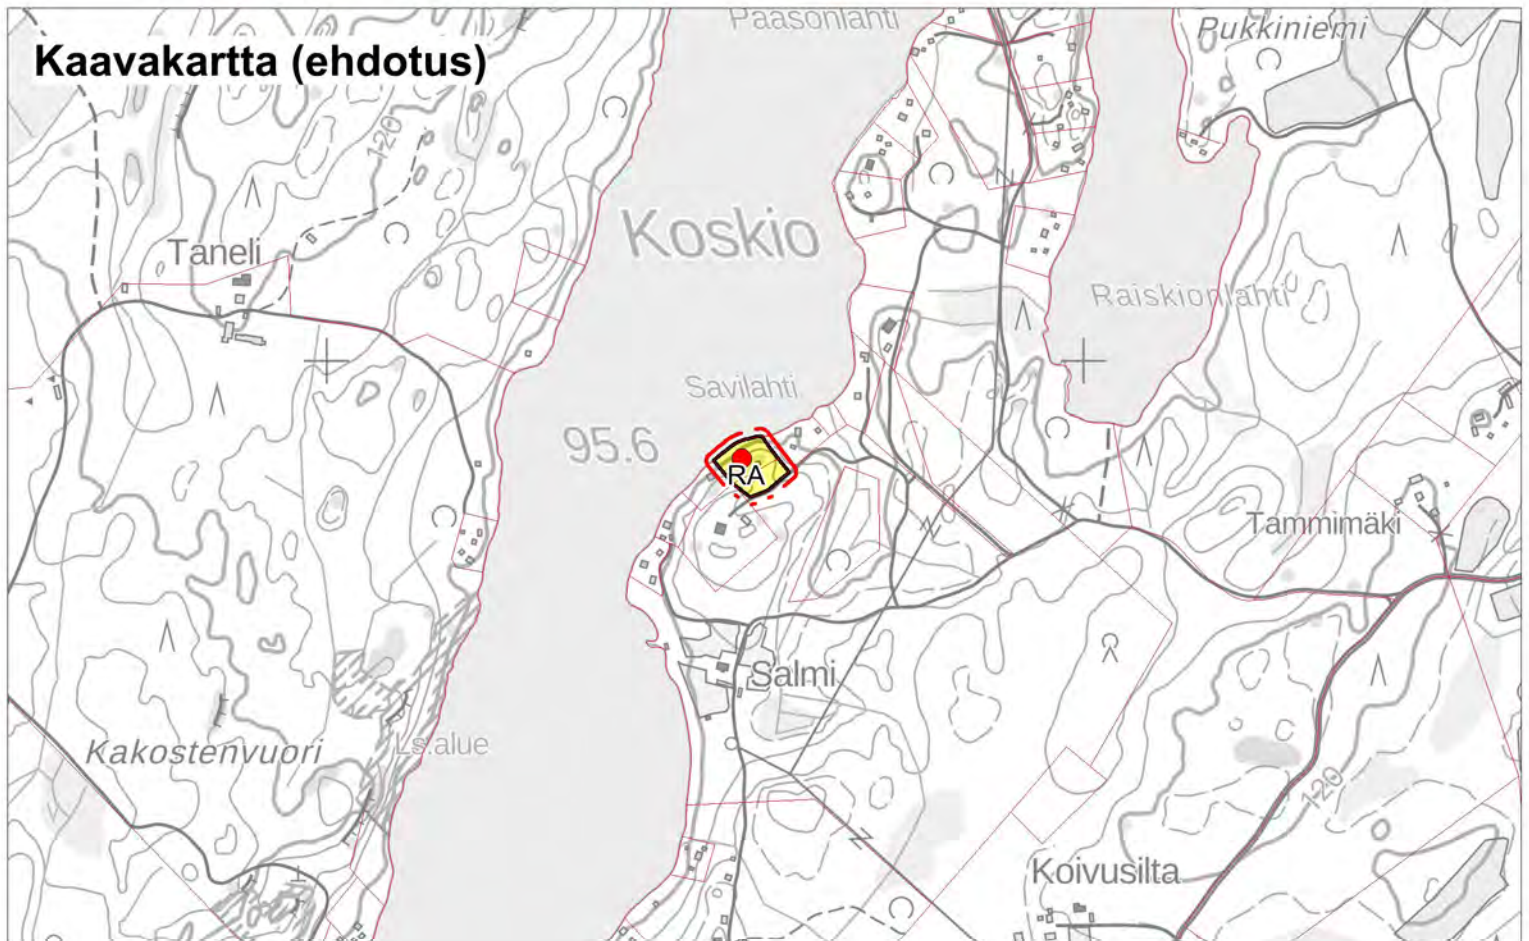 Paasonlahti
Pukkiniemi
Kaavakartta (ehdotus)
120
Koskio
Taneli
Raiskionlahti
Savilahti
95.6
RA
Tammimäki
Salmi
Ls.alue
Kakostenvuori
120
Koivusilta